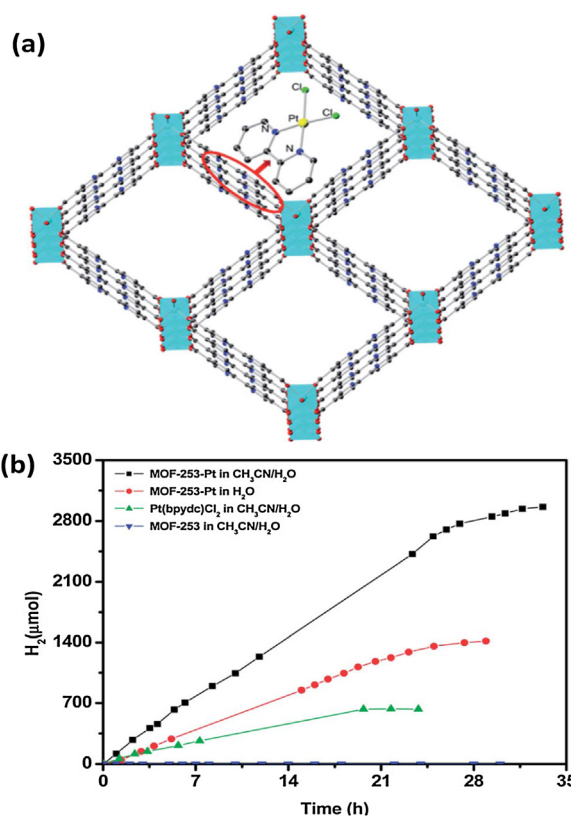 (a)
Cl
Pt
Cl
N
N
(b)
3500
2800
2100
1400
700
0
H₂(μmol)
MOF-253-Pt in CH₃CN/H₂O
MOF-253-Pt in H₂O
Pt(bpydc)Cl₂ in CH₃CN/H₂O
MOF-253 in CH₃CN/H₂O
0 7 14 21 28 35
Time (h)